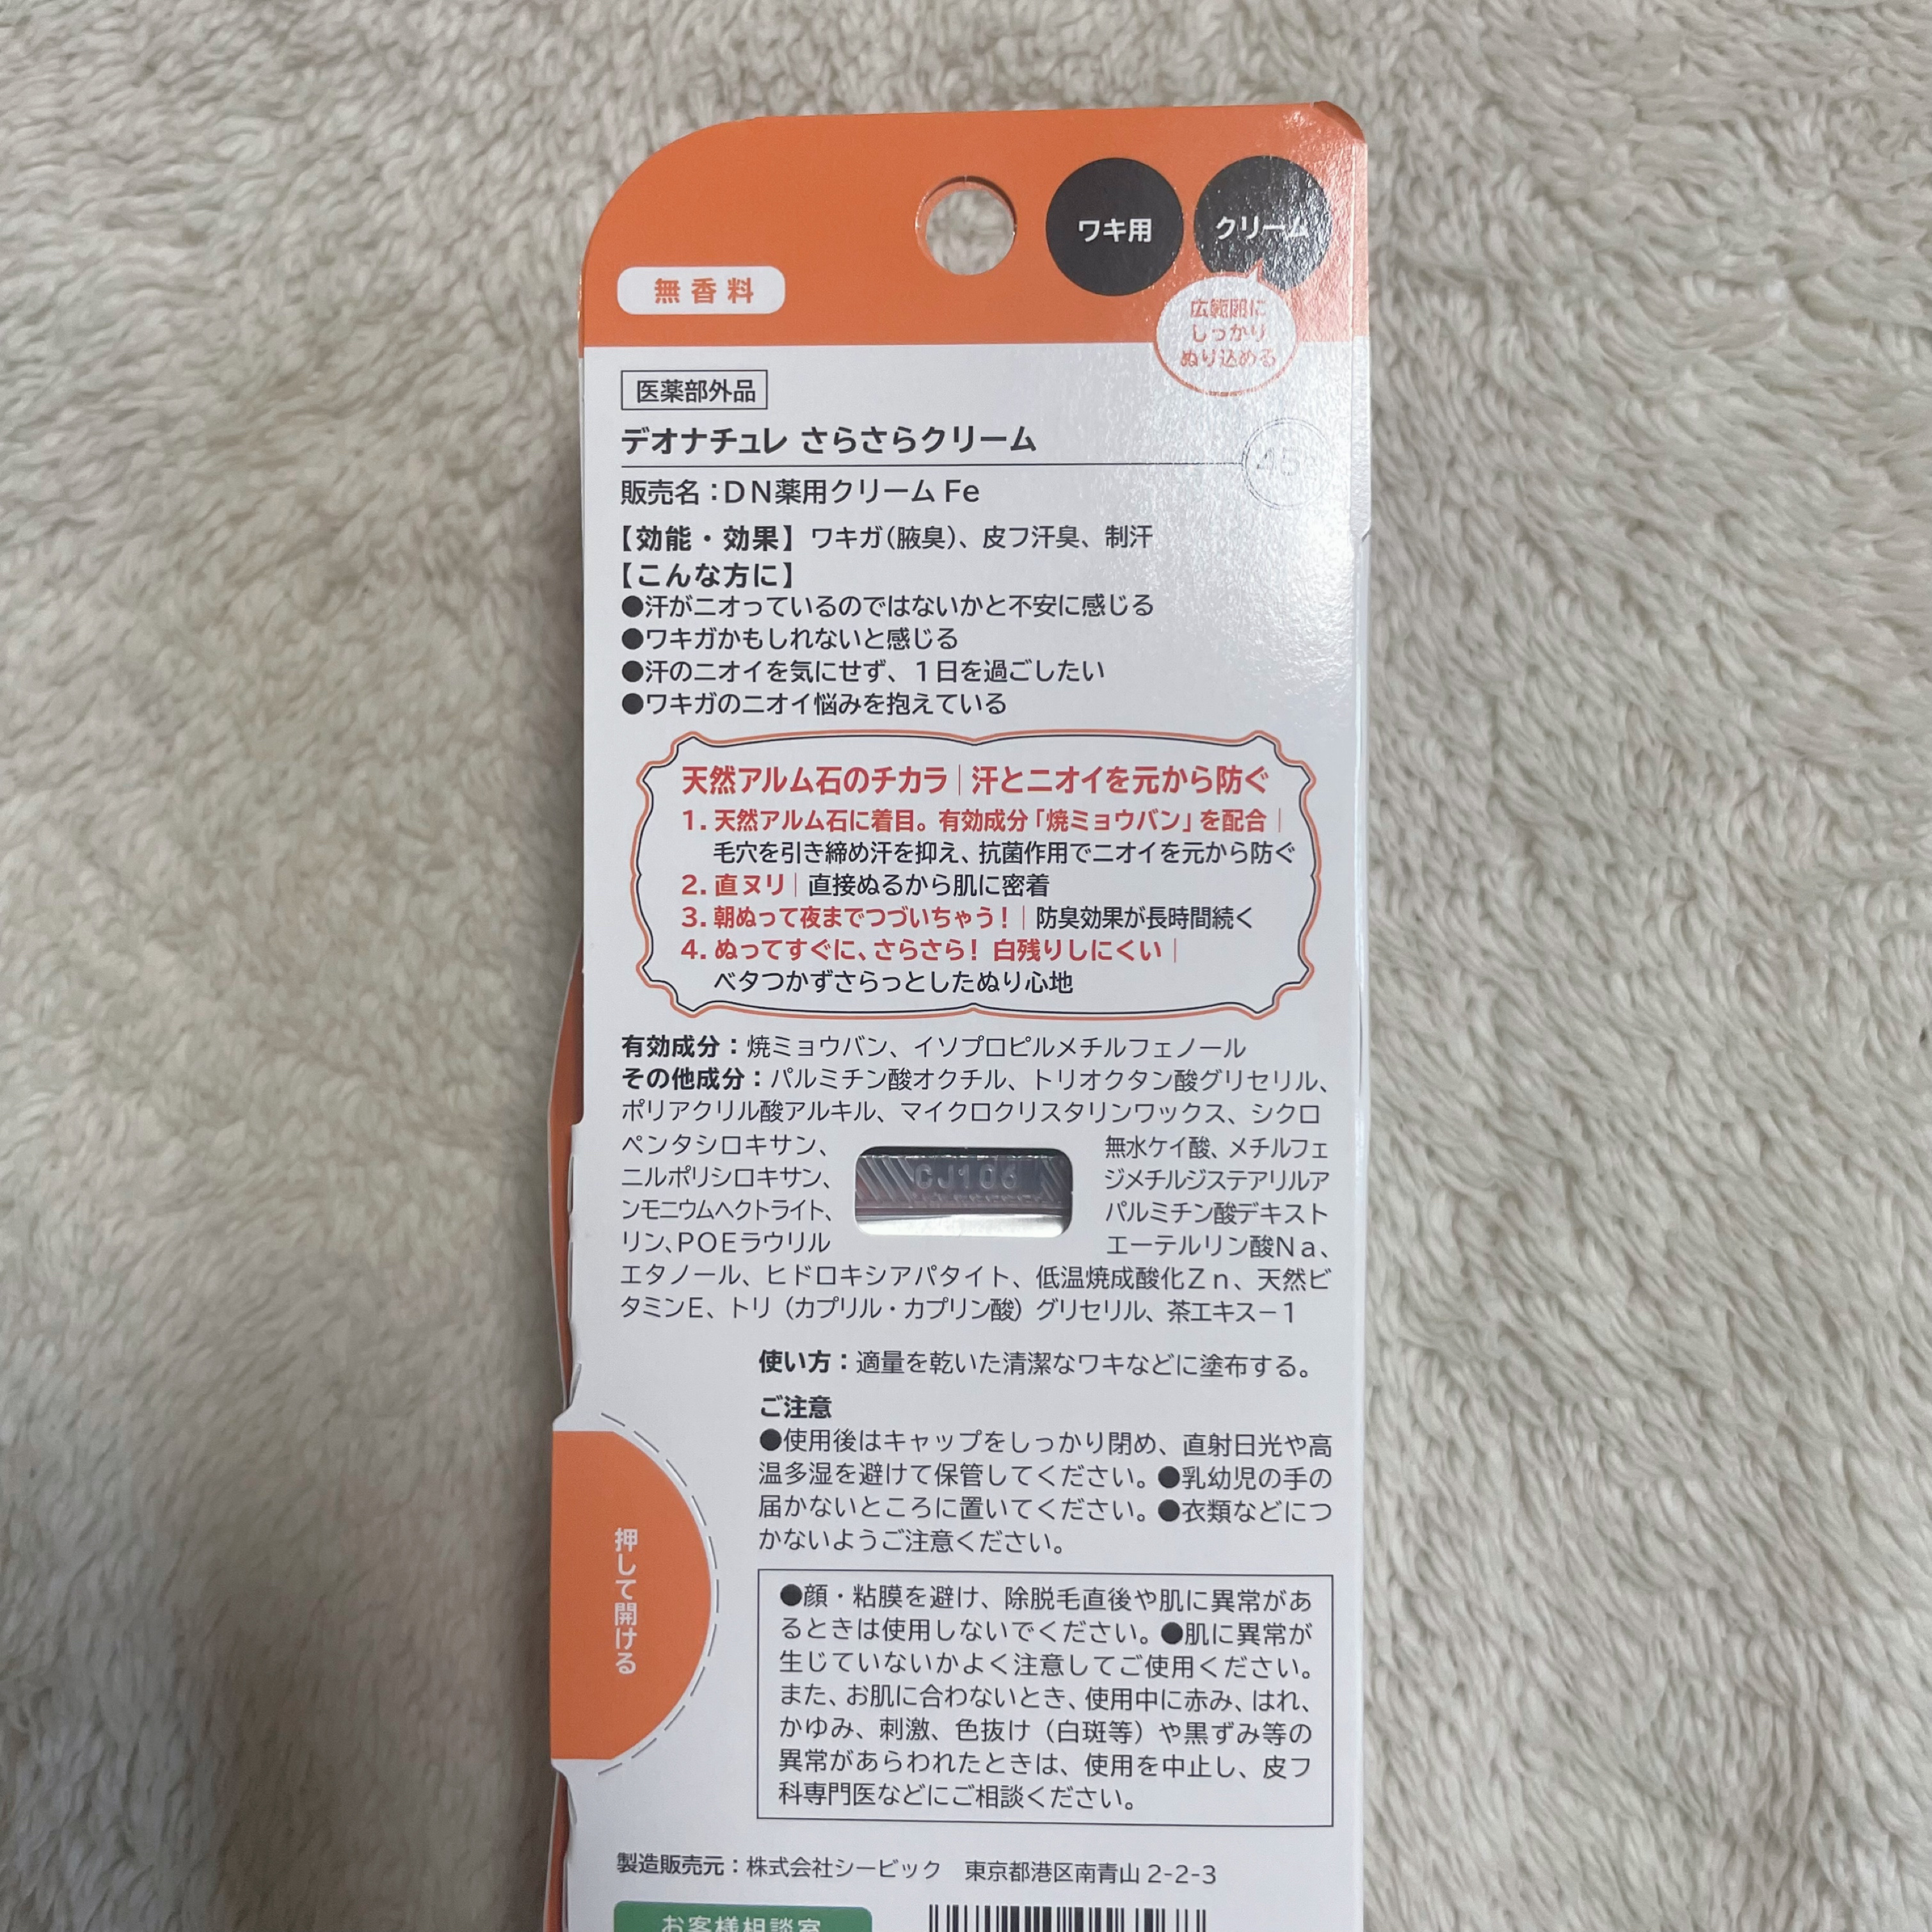 ワキ用
クリーム
広範囲に
しっかり
ぬり込める
無香料
医薬部外品
デオナチュレ さらさらクリーム
45
販売名：DN薬用クリーム Fe
【効能・効果】 ワキガ（腋臭）、皮フ汗臭、制汗
【こんな方に】
●汗がニオっているのではないかと不安に感じる
●ワキガかもしれないと感じる
●汗のニオイを気にせず、１日を過ごしたい
●ワキガのニオイ悩みを抱えている
天然アルム石のチカラ｜汗とニオイを元から防ぐ
1. 天然アルム石に着目。有効成分「焼ミョウバン」を配合｜
毛穴を引き締め汗を抑え、抗菌作用でニオイを元から防ぐ
2. 直ヌリ｜直接ぬるから肌に密着
3. 朝ぬって夜までつづいちゃう！｜防臭効果が長時間続く
4. ぬってすぐに、さらさら！ 白残りしにくい｜
ベタつかずさらっとしたぬり心地
有効成分：焼ミョウバン、イソプロピルメチルフェノール
その他成分：パルミチン酸オクチル、トリオクタン酸グリセリル、
ポリアクリル酸アルキル、マイクロクリスタリンワックス、シクロ
ペンタシロキサン、 無水ケイ酸、メチルフェ
ニルポリシロキサン、 ジメチルジステアリルア
ンモニウムヘクトライト、 パルミチン酸デキスト
リン、POEラウリル エーテルリン酸Na、
エタノール、ヒドロキシアパタイト、低温焼成酸化Zn、天然ビ
タミンE、トリ（カプリル・カプリン酸）グリセリル、茶エキス－1
CJ106
使い方：適量を乾いた清潔なワキなどに塗布する。
ご注意
●使用後はキャップをしっかり閉め、直射日光や高
温多湿を避けて保管してください。●乳幼児の手の
届かないところに置いてください。●衣類などにつ
かないようご注意ください。
押して開ける
●顔・粘膜を避け、除脱毛直後や肌に異常があ
るときは使用しないでください。●肌に異常が
生じていないかよく注意してご使用ください。
また、お肌に合わないとき、使用中に赤み、はれ、
かゆみ、刺激、色抜け（白斑等）や黒ずみ等の
異常があらわれたときは、使用を中止し、皮フ
科専門医などにご相談ください。
製造販売元：株式会社シービック 東京都港区南青山 2-2-3
お客様相談室